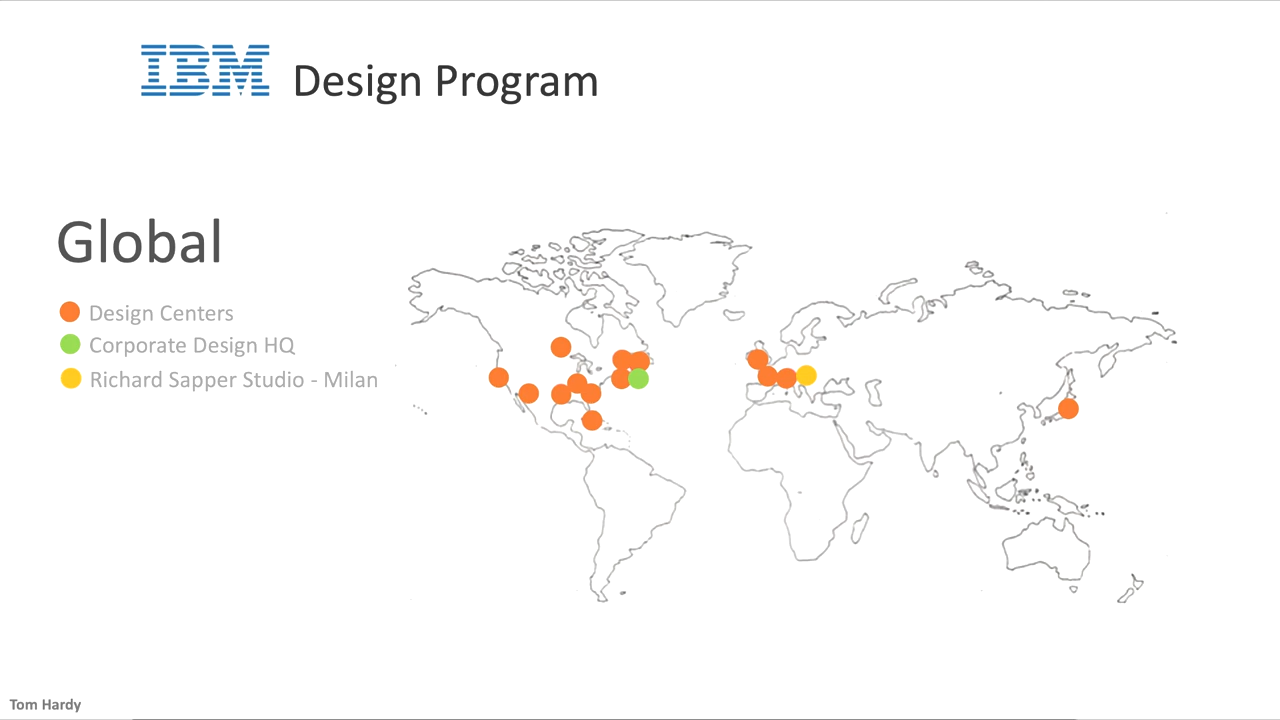 IBM Design Program
Global
Design Centers
Corporate Design HQ
Richard Sapper Studio - Milan
Tom Hardy